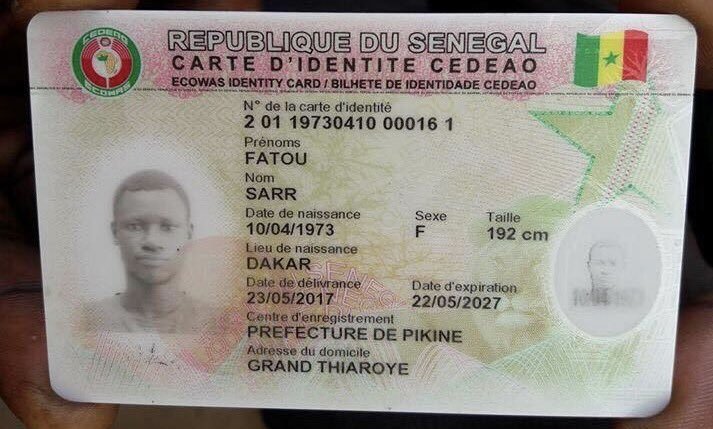 CEDEAO
ECOWAS
REPUBLIQUE DU SENEGAL
CARTE D'IDENTITE CEDEAO
ECOWAS IDENTITY CARD / BILHETE DE IDENTIDADE CEDEAO
N° de la carte d'identité
2 01 19730410 00016 1
Prénoms
FATOU
Nom
SARR
Date de naissance Sexe Taille
10/04/1973 F 192 cm
Lieu de naissance
DAKAR
Date de délivrance Date d'expiration
23/05/2017 22/05/2027
Centre d'enregistrement
PREFECTURE DE PIKINE
Adresse du domicile
GRAND THIAROYE